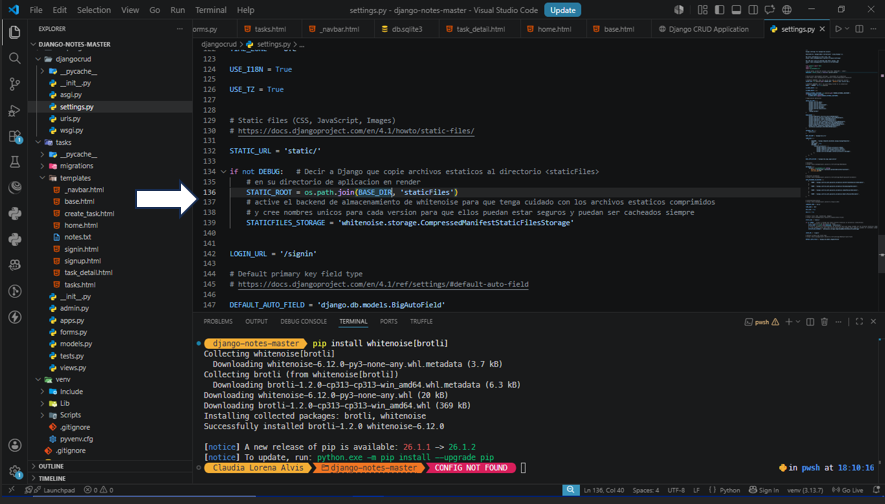 File Edit Selection View Go Run Terminal Help
settings.py - django-notes-master - Visual Studio Code
Update
EXPLORER
DJANGO-NOTES-MASTER
djangocrud
__pycache__
__init__.py
asgi.py
settings.py
urls.py
wsgi.py
tasks
__pycache__
migrations
templates
_navbar.html
base.html
create_task.html
home.html
notes.txt
signin.html
signup.html
task_detail.html
tasks.html
__init__.py
admin.py
apps.py
forms.py
models.py
tests.py
views.py
venv
Include
Lib
Scripts
.gitignore
pyvenv.cfg
.gitignore
OUTLINE
TIMELINE
orms.py tasks.html _navbar.html db.sqlite3 task_detail.html home.html base.html Django CRUD Application settings.py
djangocrud > settings.py > ...
123
124 USE_I18N = True
125
126 USE_TZ = True
127
128
129 # Static files (CSS, JavaScript, Images)
130 # https://docs.djangoproject.com/en/4.1/howto/static-files/
131
132 STATIC_URL = 'static/'
133
134 if not DEBUG: # Decir a Django que copie archivos estaticos al directorio <staticFiles>
135 # en su directorio de aplicacion en render
136 STATIC_ROOT = os.path.join(BASE_DIR, 'staticFiles')
137 # active el backend de almacenamiento de whitenoise para que tenga cuidado con los archivos estaticos comprimidos
138 # y cree nombres unicos para cada version para que ellos puedan estar seguros y puedan ser cacheados siempre
139 STATICFILES_STORAGE = 'whitenoise.storage.CompressedManifestStaticFilesStorage'
140
141
142 LOGIN_URL = '/signin'
143
144 # Default primary key field type
145 # https://docs.djangoproject.com/en/4.1/ref/settings/#default-auto-field
146
147 DEFAULT_AUTO_FIELD = 'django.db.models.BigAutoField'
PROBLEMS OUTPUT DEBUG CONSOLE TERMINAL PORTS TRUFFLE
pwsh
django-notes-master pip install whitenoise[brotli]
Collecting whitenoise[brotli]
Downloading whitenoise-6.12.0-py3-none-any.whl.metadata (3.7 kB)
Collecting brotli (from whitenoise[brotli])
Downloading brotli-1.2.0-cp313-cp313-win_amd64.whl.metadata (6.3 kB)
Downloading whitenoise-6.12.0-py3-none-any.whl (20 kB)
Downloading brotli-1.2.0-cp313-cp313-win_amd64.whl (369 kB)
Installing collected packages: brotli, whitenoise
Successfully installed brotli-1.2.0 whitenoise-6.12.0
[notice] A new release of pip is available: 26.1.1 -> 26.1.2
[notice] To update, run: python.exe -m pip install --upgrade pip
Claudia Lorena Alvis django-notes-master CONFIG NOT FOUND
in pwsh at 18:10:16
Launchpad 0 0 Ln 136, Col 40 Spaces: 4 UTF-8 LF Python Sign In venv (3.13.7) Go Live